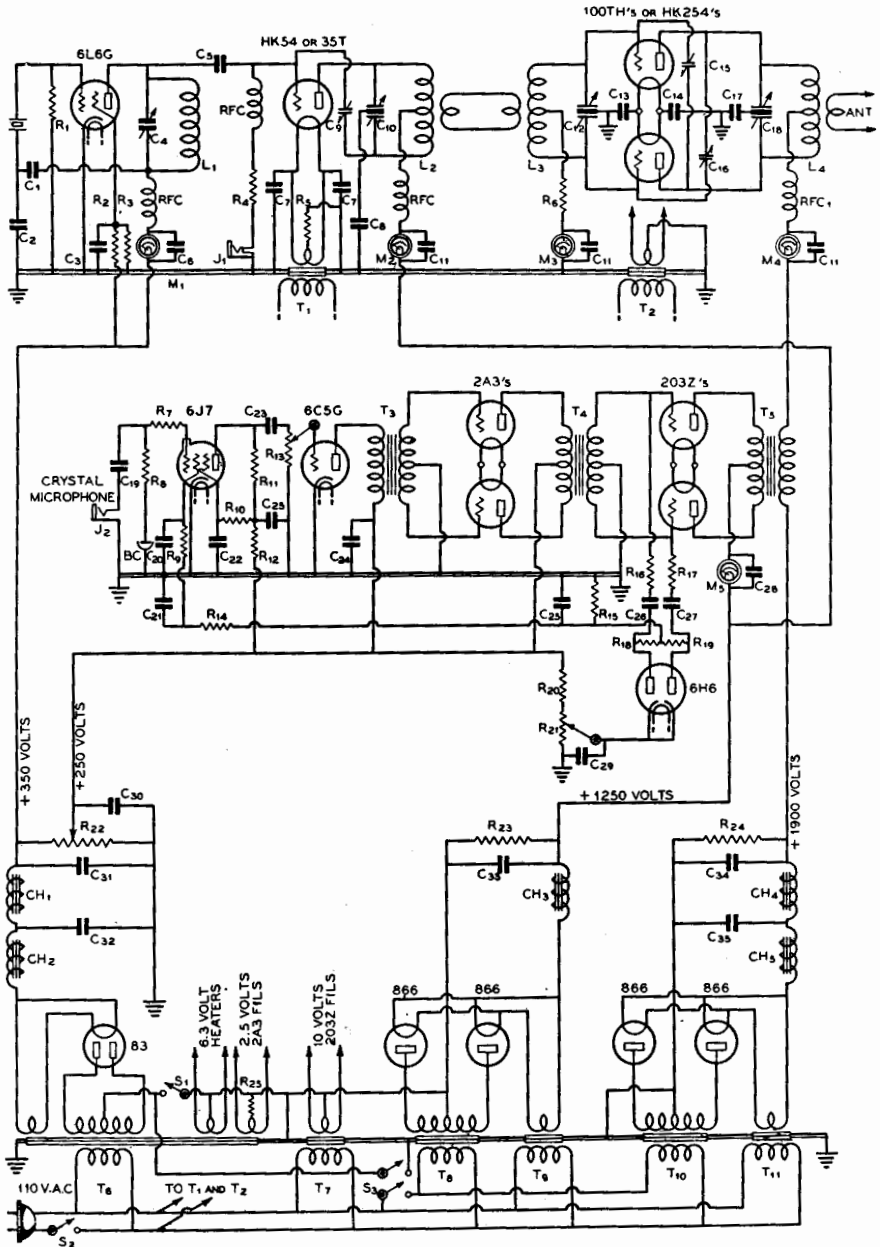 100TH's OR HK254's
6L6G
C5
HK54 OR 35T
R1
RFC
C4
C9
C10
L1
L2
C13
C14
C15
C17
C12
C18
ANT
L3
L4
C16
C1
R2
R3
RFC
R4
C7
R5
C7
C8
RFC
R6
RFC1
C2
C3
C6
J1
M2
C11
M3
C11
M4
C11
M1
T1
T2
2A3's
203Z's
R7
6J7
C23
6C5G
T3
T4
T5
R13
CRYSTAL
MICROPHONE
C19
R8
R11
R10
C25
J2
BC
C20
R9
C22
R12
C24
R16
R17
M5
C28
C21
R14
C25
R15
C26
C27
R18
R19
6H6
R20
R21
C29
+350 VOLTS
+250 VOLTS
C30
+1250 VOLTS
+1900 VOLTS
R22
R23
R24
C31
C33
C34
CH1
CH3
CH4
C32
C35
CH2
CH5
83
6.3 VOLT
HEATERS
2.5 VOLTS
2A3 FILS
10 VOLTS
203Z FILS
866
866
866
866
S1
R25
110 V.A.C
T6
TO T1 AND T2
T7
S3
T8
T9
T10
T11
S2